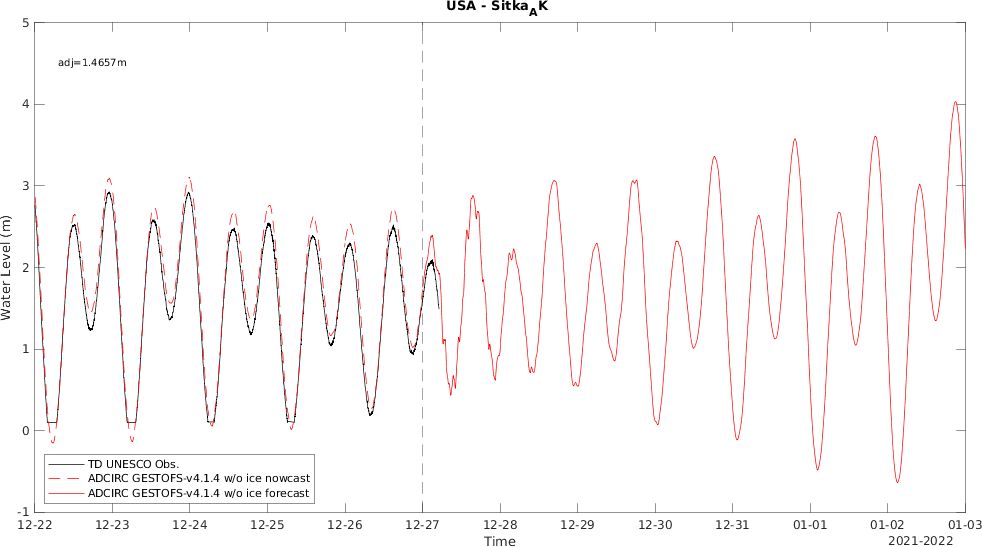 USA - Sitka_AK
5
adj=1.4657m
4
3
2
1
0
-1
Water Level (m)
TD UNESCO Obs.
ADCIRC GESTOFS-v4.1.4 w/o ice nowcast
ADCIRC GESTOFS-v4.1.4 w/o ice forecast
12-22 12-23 12-24 12-25 12-26 12-27 12-28 12-29 12-30 12-31 01-01 01-02 01-03
Time
2021-2022